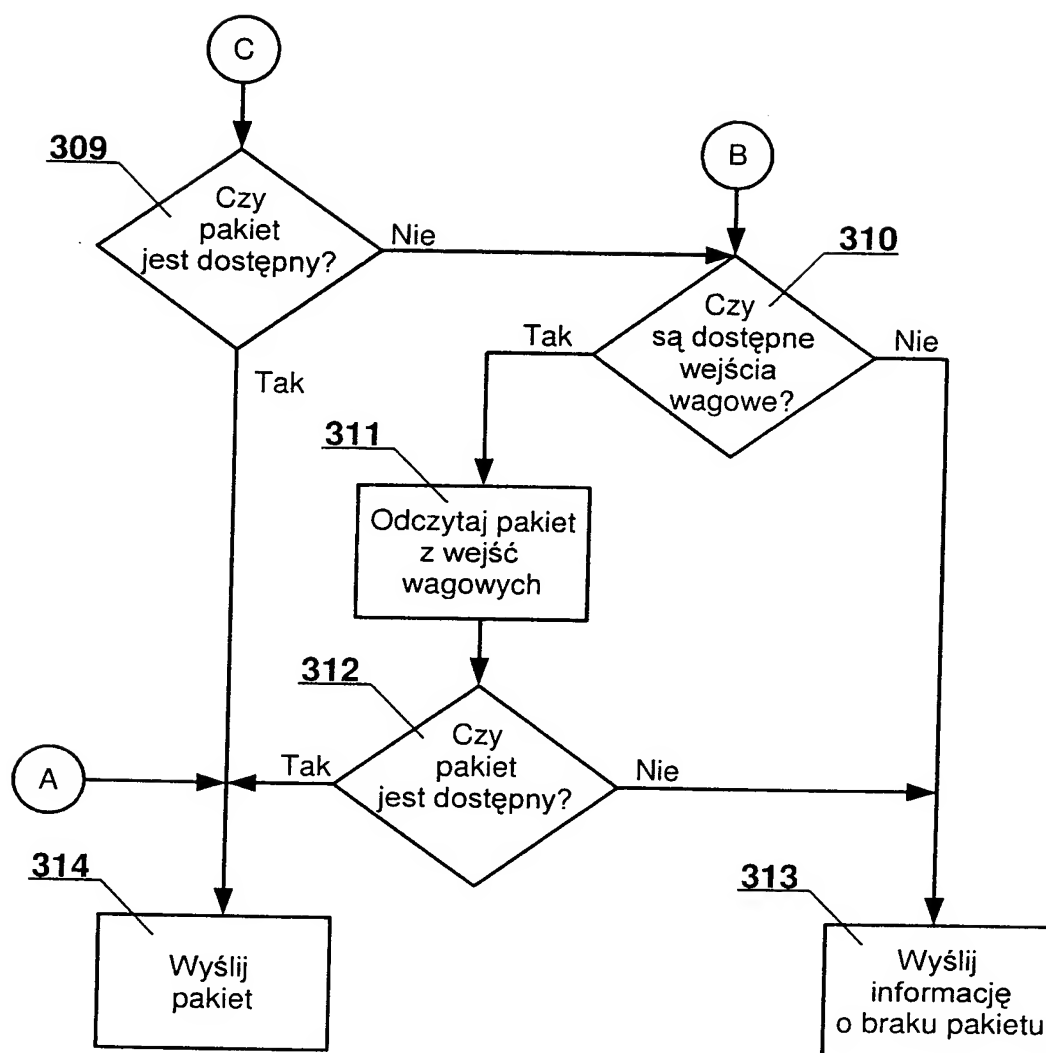 C
309
Czy
pakiet
jest dostępny?
Nie
Tak
B
310
Czy
są dostępne
wejścia
wagowe?
Tak
Nie
311
Odczytaj pakiet
z wejść
wagowych
312
Czy
pakiet
jest dostępny?
Tak
Nie
A
314
Wyślij
pakiet
313
Wyślij
informację
o braku pakietu